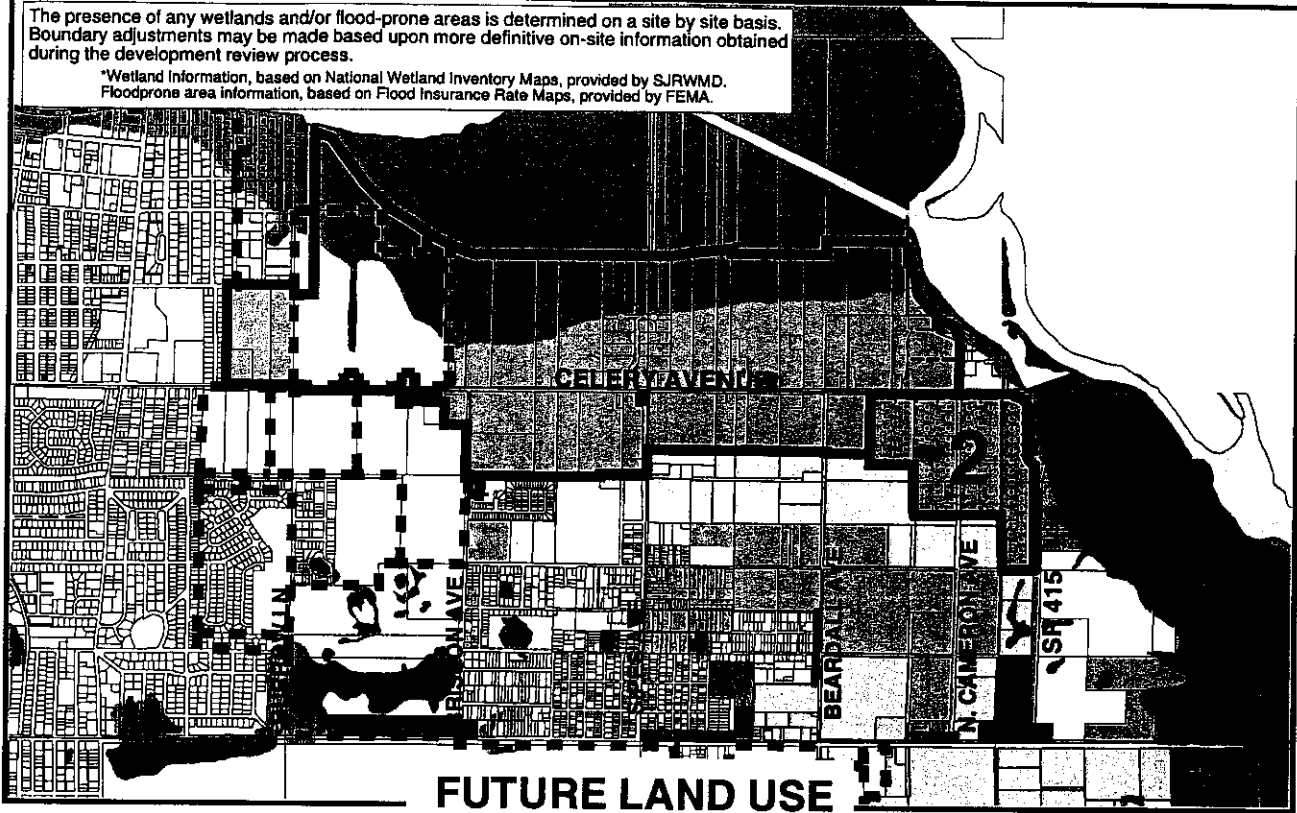 The presence of any wetlands and/or flood-prone areas is determined on a site by site basis.
Boundary adjustments may be made based upon more definitive on-site information obtained
during the development review process.
*Wetland Information, based on National Wetland Inventory Maps, provided by SJRWMD.
Floodprone area information, based on Flood Insurance Rate Maps, provided by FEMA.
CELERY AVENUE
2
BEARDALL AVE
N. CAMERON AVE
SR 415
FUTURE LAND USE